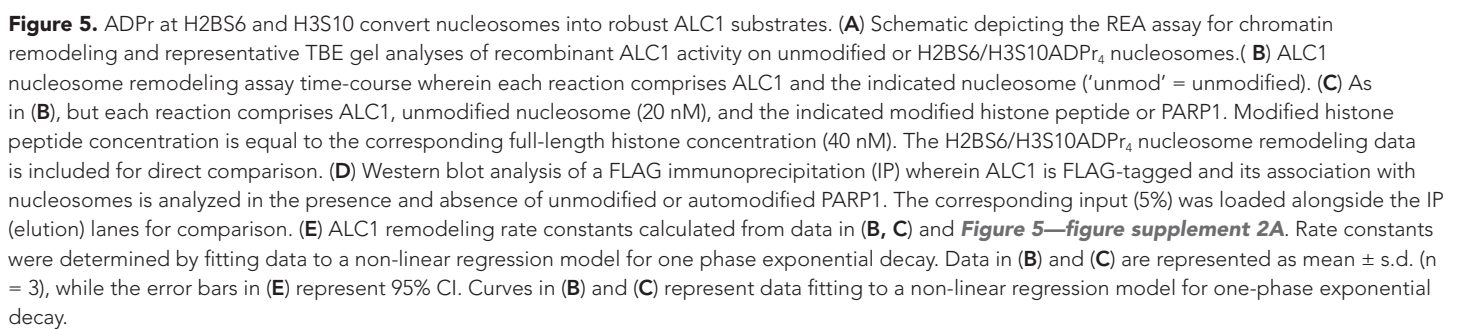 Figure 5. ADPr at H2BS6 and H3S10 convert nucleosomes into robust ALC1 substrates. (A) Schematic depicting the REA assay for chromatin
remodeling and representative TBE gel analyses of recombinant ALC1 activity on unmodified or H2BS6/H3S10ADPr₄ nucleosomes.( B) ALC1
nucleosome remodeling assay time-course wherein each reaction comprises ALC1 and the indicated nucleosome (‘unmod’ = unmodified). (C) As
in (B), but each reaction comprises ALC1, unmodified nucleosome (20 nM), and the indicated modified histone peptide or PARP1. Modified histone
peptide concentration is equal to the corresponding full-length histone concentration (40 nM). The H2BS6/H3S10ADPr₄ nucleosome remodeling data
is included for direct comparison. (D) Western blot analysis of a FLAG immunoprecipitation (IP) wherein ALC1 is FLAG-tagged and its association with
nucleosomes is analyzed in the presence and absence of unmodified or automodified PARP1. The corresponding input (5%) was loaded alongside the IP
(elution) lanes for comparison. (E) ALC1 remodeling rate constants calculated from data in (B, C) and Figure 5—figure supplement 2A. Rate constants
were determined by fitting data to a non-linear regression model for one phase exponential decay. Data in (B) and (C) are represented as mean ± s.d. (n
= 3), while the error bars in (E) represent 95% CI. Curves in (B) and (C) represent data fitting to a non-linear regression model for one-phase exponential
decay.